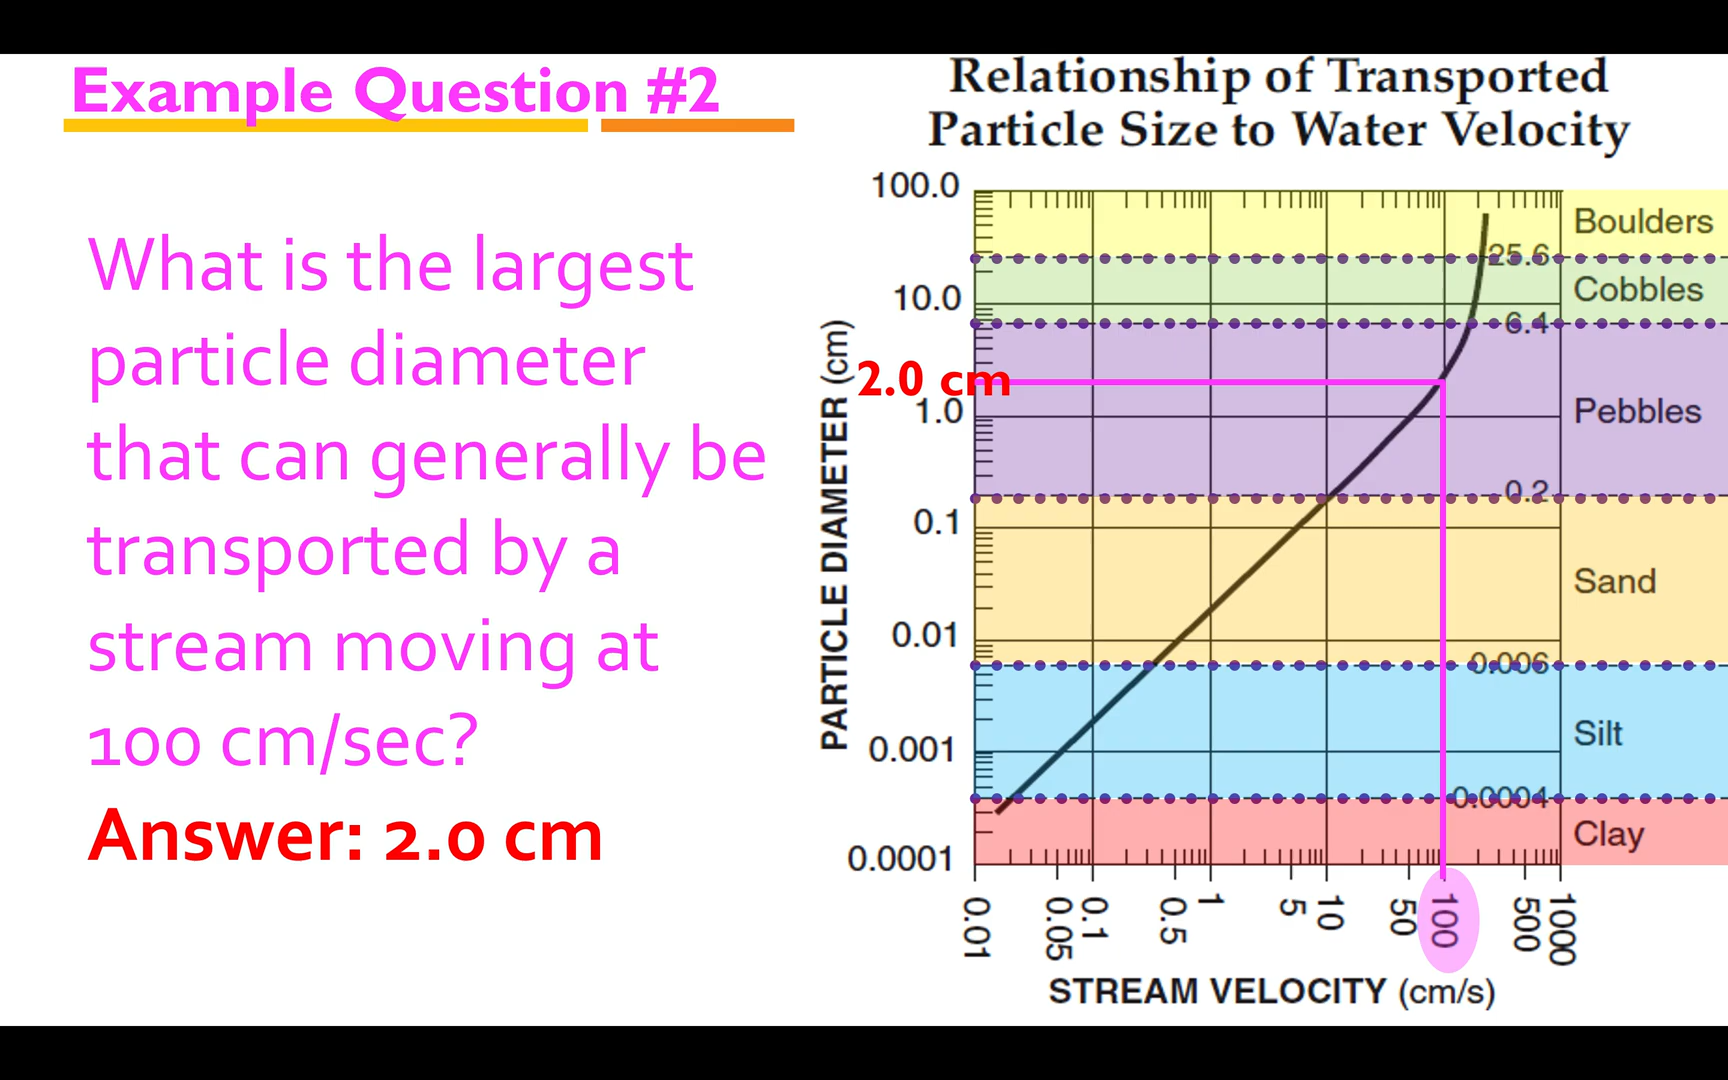 Example Question #2
What is the largest
particle diameter
that can generally be
transported by a
stream moving at
100 cm/sec?
Answer: 2.0 cm
Relationship of Transported
Particle Size to Water Velocity
PARTICLE DIAMETER (cm)
100.0
10.0
2.0 cm
1.0
0.1
0.01
0.001
0.0001
25.6
6.4
0.2
0.006
0.0004
Boulders
Cobbles
Pebbles
Sand
Silt
Clay
0.01
0.05
0.1
0.5
1
5
10
50
100
500
1000
STREAM VELOCITY (cm/s)